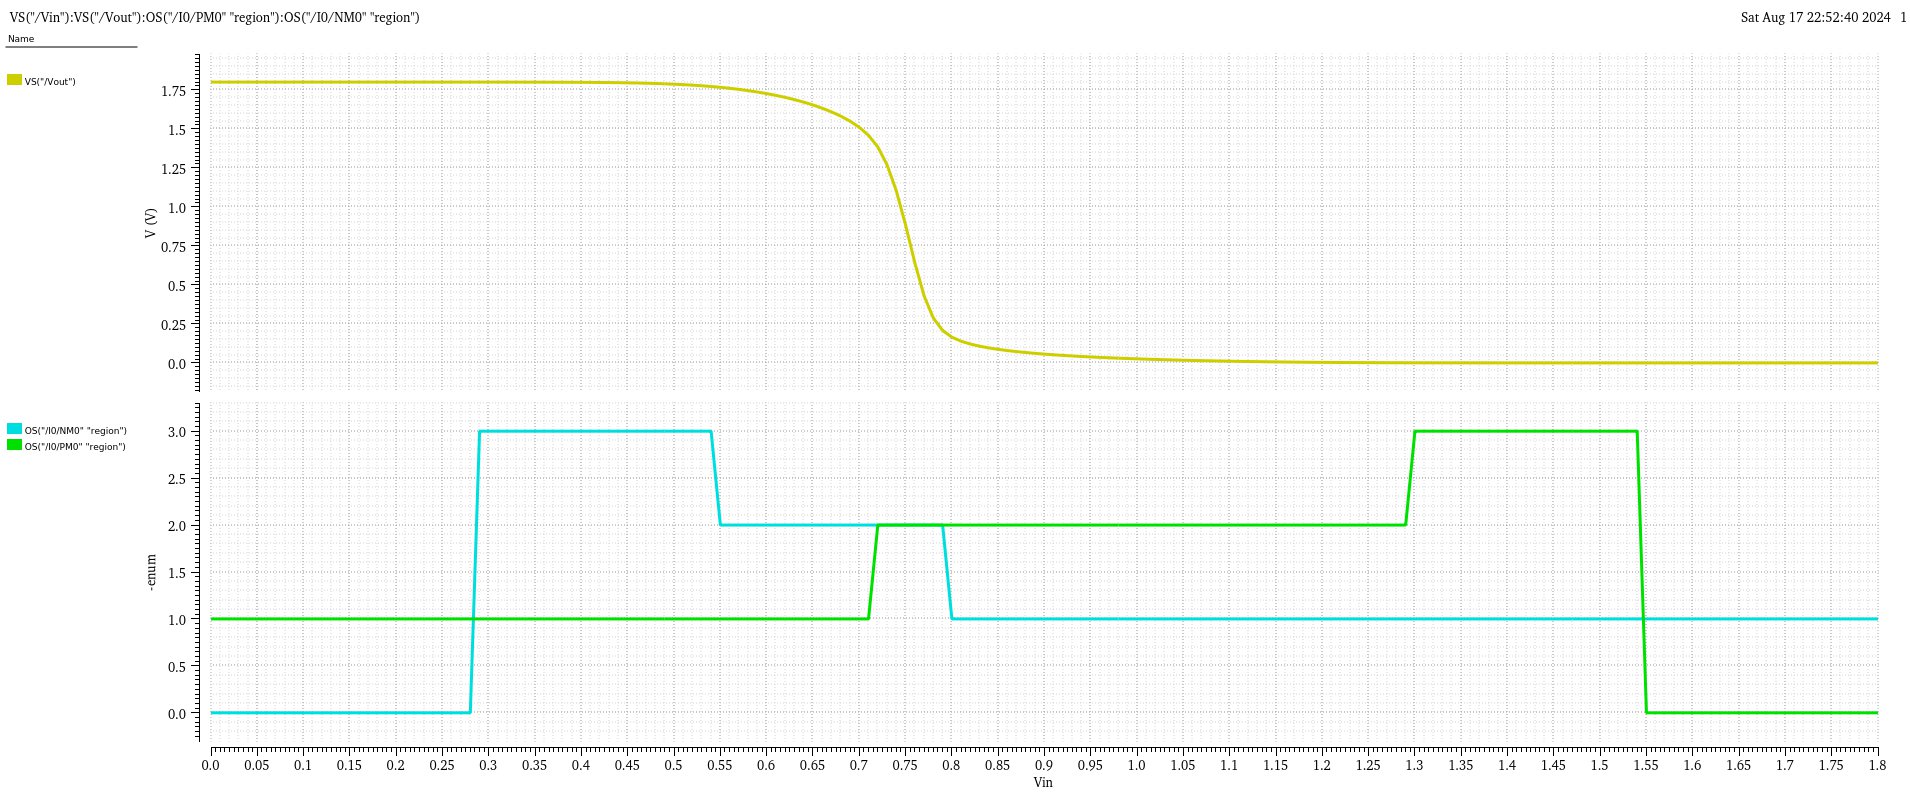 VS("/Vin"):VS("/Vout"):OS("/I0/PM0" "region"):OS("/I0/NM0" "region")
Sat Aug 17 22:52:40 2024 1
Name
VS("/Vout")
1.75
1.5
1.25
1.0
0.75
0.5
0.25
0.0
V (V)
OS("/I0/NM0" "region")
OS("/I0/PM0" "region")
3.0
2.5
2.0
1.5
1.0
0.5
0.0
-enum
0.0 0.05 0.1 0.15 0.2 0.25 0.3 0.35 0.4 0.45 0.5 0.55 0.6 0.65 0.7 0.75 0.8 0.85 0.9 0.95 1.0 1.05 1.1 1.15 1.2 1.25 1.3 1.35 1.4 1.45 1.5 1.55 1.6 1.65 1.7 1.75 1.8
Vin